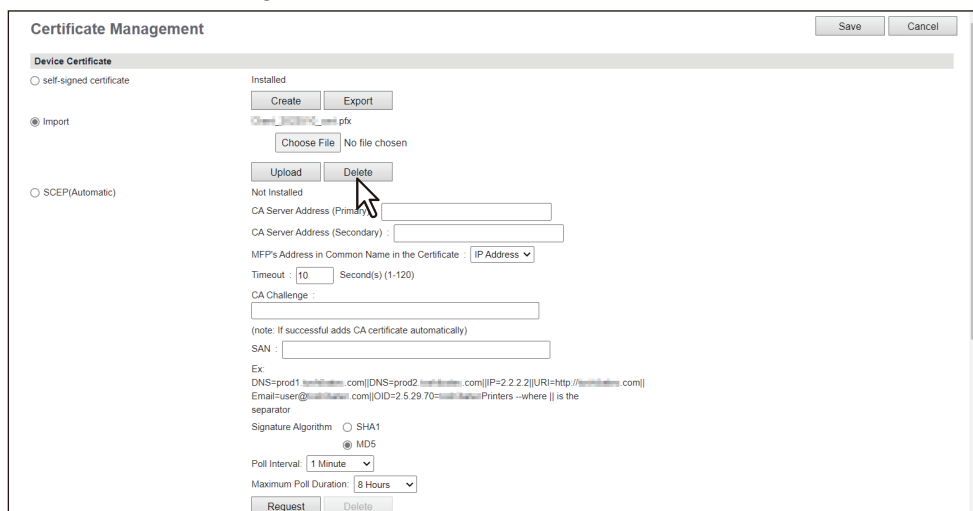 Certificate Management
Save Cancel
Device Certificate
self-signed certificate Installed
Create Export
Import .pfx
Choose File No file chosen
Upload Delete
SCEP(Automatic) Not Installed
CA Server Address (Primary)
CA Server Address (Secondary) :
MFP's Address in Common Name in the Certificate : IP Address
Timeout : 10 Second(s) (1-120)
CA Challenge :
(note: If successful adds CA certificate automatically)
SAN :
Ex:
DNS=prod1. .com||DNS=prod2. .com||IP=2.2.2.2||URI=http:// .com||
Email=user@ .com||OID=2.5.29.70= Printers --where || is the
separator
Signature Algorithm SHA1
MD5
Poll Interval: 1 Minute
Maximum Poll Duration: 8 Hours
Request Delete